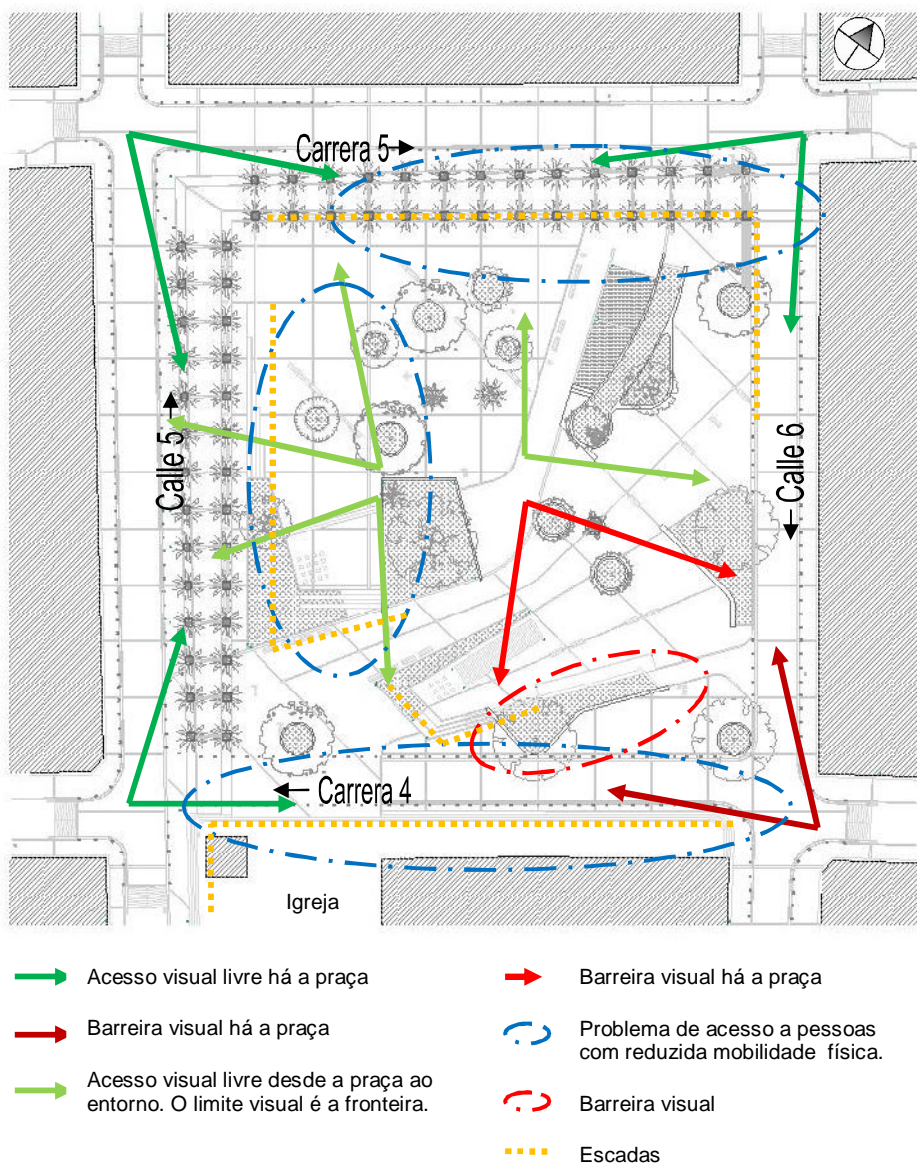 Carrera 5
Calle 5
Calle 6
Carrera 4
Igreja
Acesso visual livre há a praça
Barreira visual há a praça
Acesso visual livre desde a praça ao
entorno. O limite visual é a fronteira.
Barreira visual há a praça
Problema de acesso a pessoas
com reduzida mobilidade física.
Barreira visual
Escadas